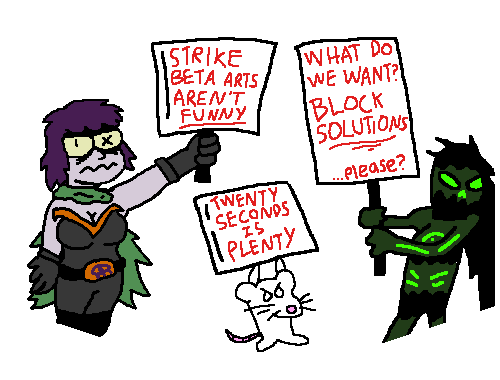 STRIKE
BETA ARTS
AREN'T
FUNNY
WHAT DO
WE WANT?
BLOCK
SOLUTIONS
...please?
TWENTY
SECONDS
IS
PLENTY